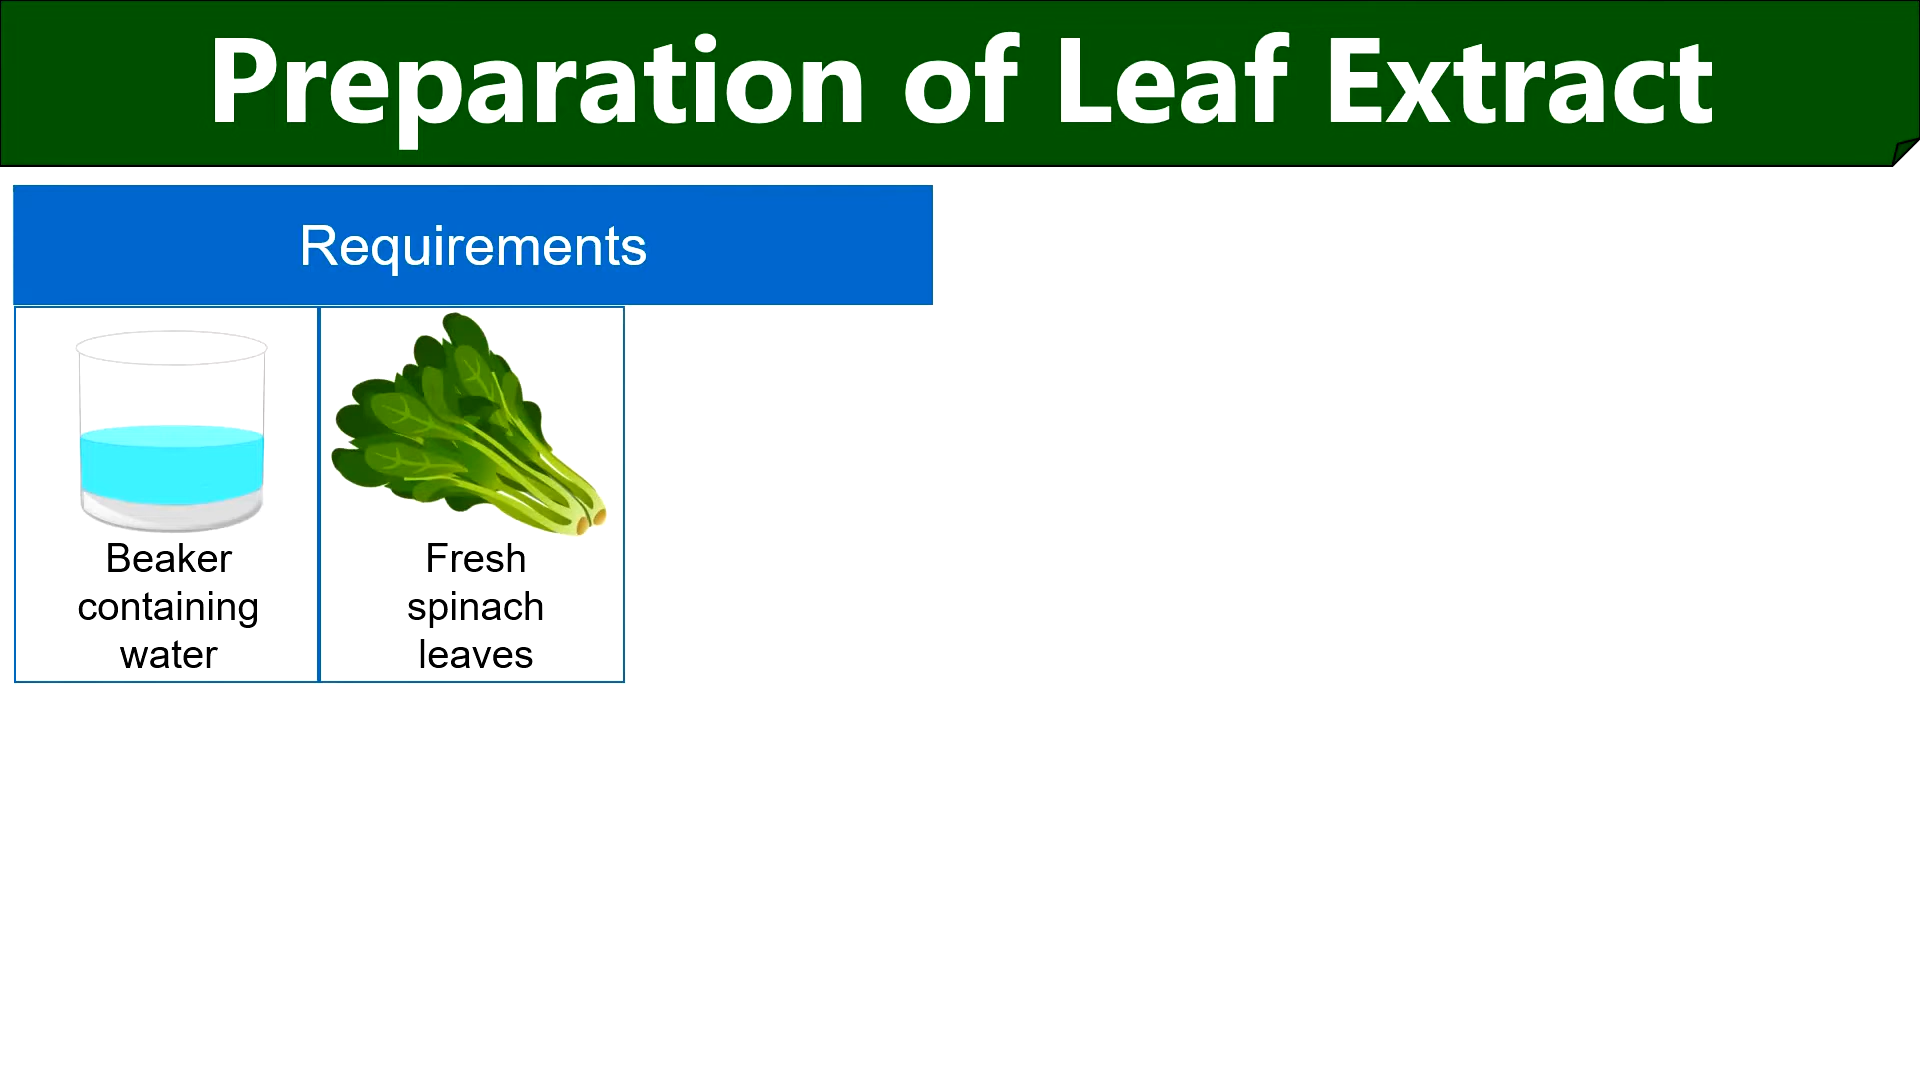 Preparation of Leaf Extract
Requirements
Beaker
containing
water
Fresh
spinach
leaves